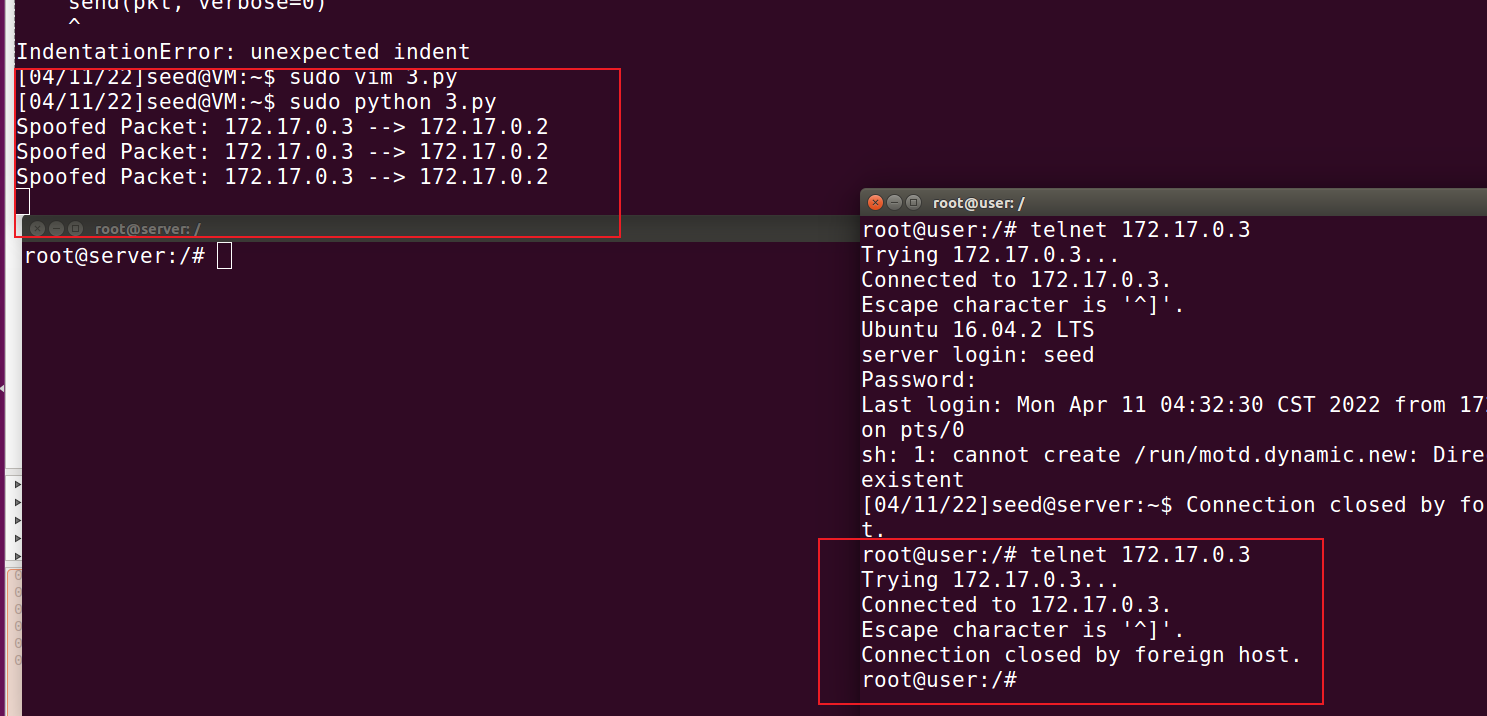 send(pkt, verbose=0)
^
IndentationError: unexpected indent
[04/11/22]seed@VM:~$ sudo vim 3.py
[04/11/22]seed@VM:~$ sudo python 3.py
Spoofed Packet: 172.17.0.3 --> 172.17.0.2
Spoofed Packet: 172.17.0.3 --> 172.17.0.2
Spoofed Packet: 172.17.0.3 --> 172.17.0.2
root@server: /
root@server:/#
root@user: /
root@user:/# telnet 172.17.0.3
Trying 172.17.0.3...
Connected to 172.17.0.3.
Escape character is '^]'.
Ubuntu 16.04.2 LTS
server login: seed
Password:
Last login: Mon Apr 11 04:32:30 CST 2022 from 172
on pts/0
sh: 1: cannot create /run/motd.dynamic.new: Dire
existent
[04/11/22]seed@server:~$ Connection closed by fo
t.
root@user:/# telnet 172.17.0.3
Trying 172.17.0.3...
Connected to 172.17.0.3.
Escape character is '^]'.
Connection closed by foreign host.
root@user:/#